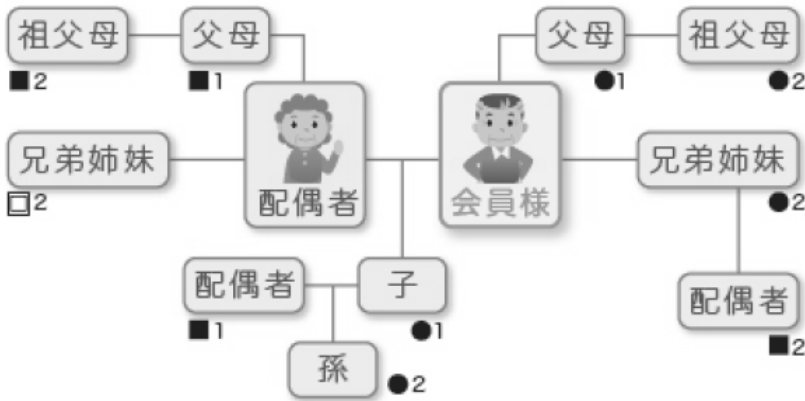 祖父母
父母
父母
祖父母
■2
■1
●1
●2
兄弟姉妹
配偶者
会員様
兄弟姉妹
回2
●2
配偶者
子
配偶者
■1
●1
■2
孫
●2